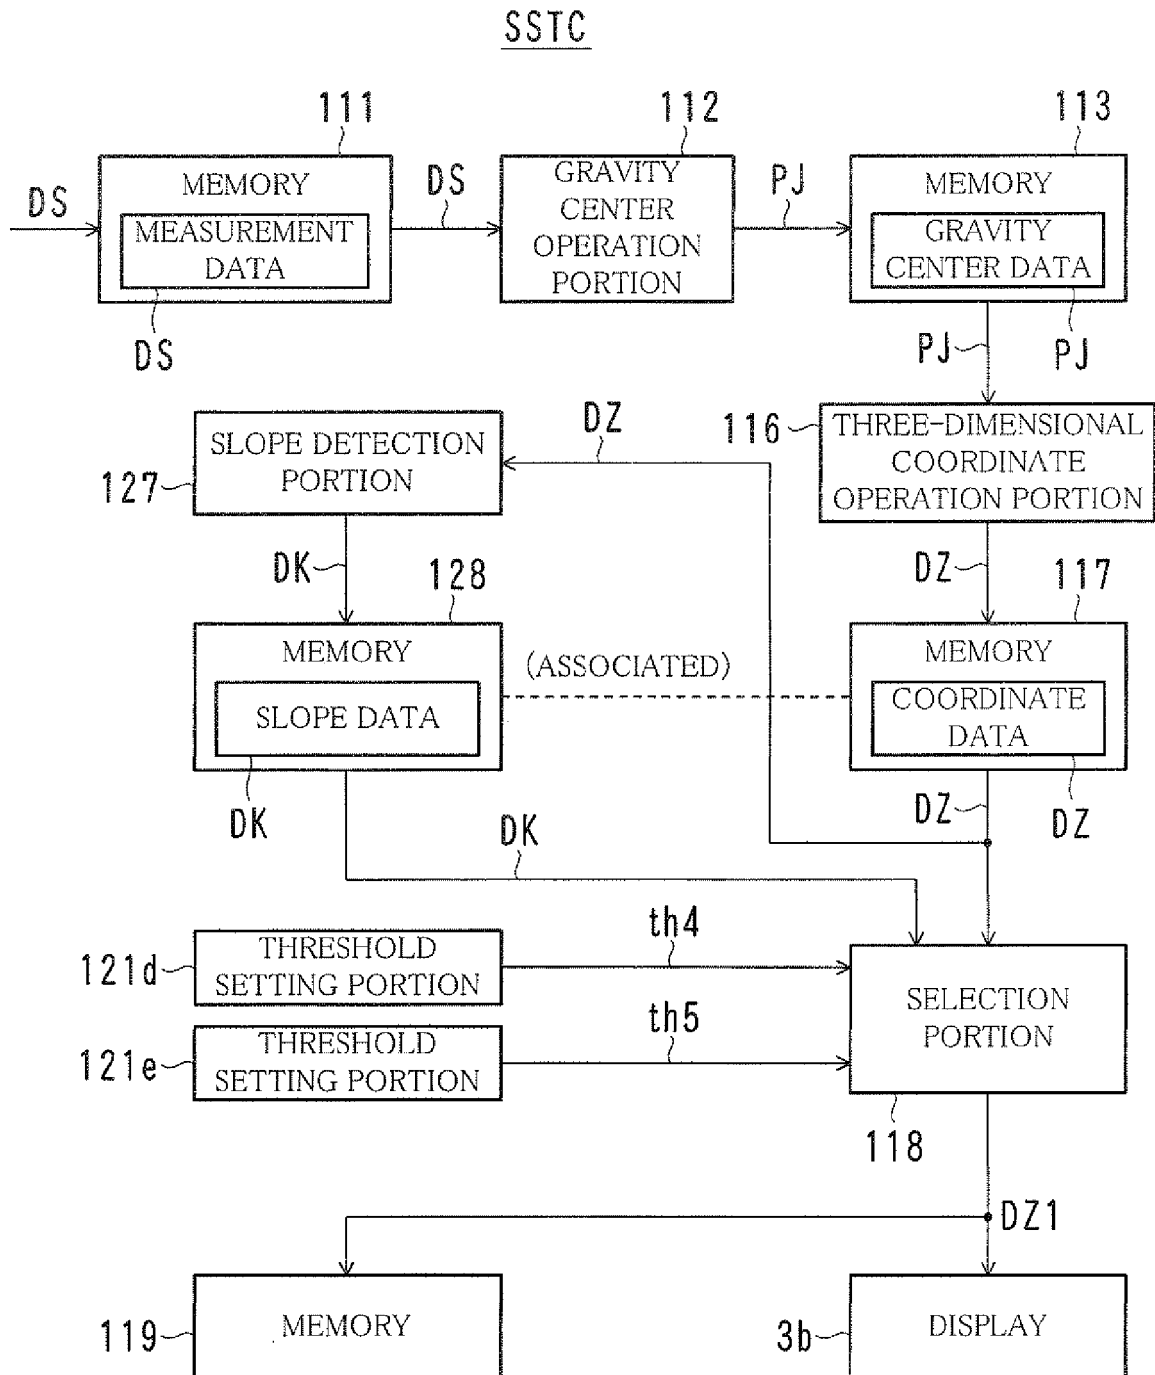 SSTC
111
112
113
DS
MEMORY
MEASUREMENT
DATA
DS
DS
GRAVITY
CENTER
OPERATION
PORTION
PJ
MEMORY
GRAVITY
CENTER DATA
PJ
PJ
116
THREE-DIMENSIONAL
COORDINATE
OPERATION PORTION
DZ
SLOPE DETECTION
PORTION
127
DK
128
DZ
117
MEMORY
SLOPE DATA
DK
(ASSOCIATED)
MEMORY
COORDINATE
DATA
DZ
DZ
DK
121d
THRESHOLD
SETTING PORTION
th4
121e
THRESHOLD
SETTING PORTION
th5
SELECTION
PORTION
118
DZ1
119
MEMORY
3b
DISPLAY